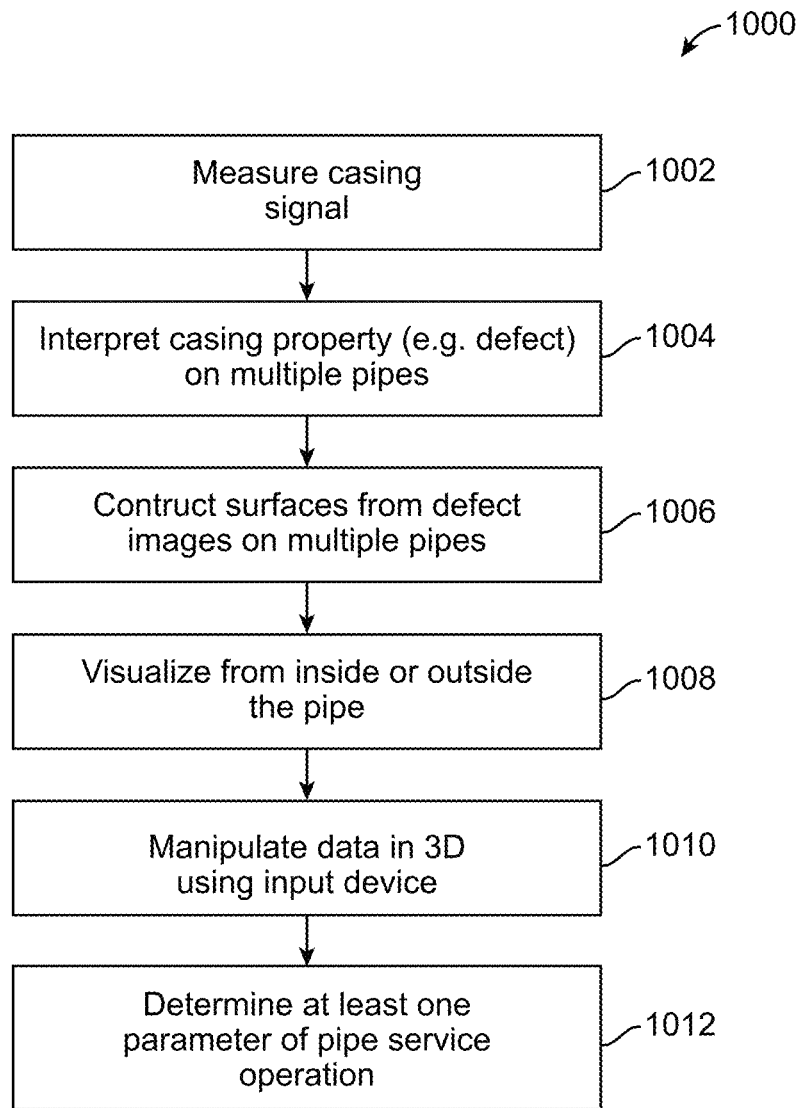 1000
Measure casing
signal
1002
Interpret casing property (e.g. defect)
on multiple pipes
1004
Contruct surfaces from defect
images on multiple pipes
1006
Visualize from inside or outside
the pipe
1008
Manipulate data in 3D
using input device
1010
Determine at least one
parameter of pipe service
operation
1012